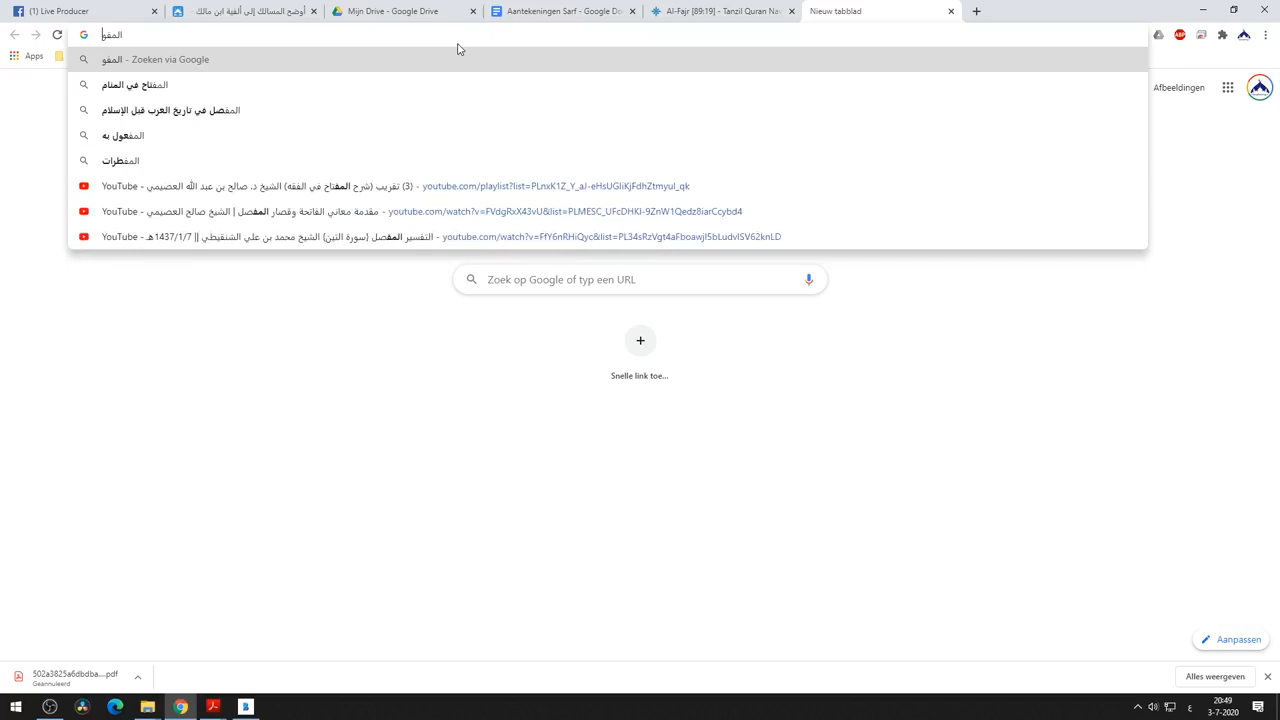 (1) Live Producer
أوضح المسالك إلى ألفية ابن مالك -
Mijn Drive - Google Drive
Aantekeningen Sarf - Google Do
Al-Fajr [89:19] - Tanzil Quran Na
Nieuw tabblad
المفو
Apps
المفو - Zoeken via Google
المفتاح في المنام
Afbeeldingen
المفصل في تاريخ العرب قبل الإسلام
المفعول به
المفطرات
(3) تقريب (شرح المفتاح في الفقه) الشيخ د. صالح بن عبد الله العصيمي - YouTube - youtube.com/playlist?list=PLnxK1Z_Y_aJ-eHsUGliKjFdhZtmyul_qk
مقدمة معاني الفاتحة وقصار المفصل | الشيخ صالح العصيمي - YouTube - youtube.com/watch?v=FVdgRxX43vU&list=PLMESC_UFcDHKI-9ZnW1Qedz8iarCcybd4
التفسير المفصل (سورة التين) الشيخ محمد بن علي الشنقيطي || 1437/1/7هـ - YouTube - youtube.com/watch?v=FfY6nRHiQyc&list=PL34sRzVgt4aFboawjI5bLudvISV62knLD
Zoek op Google of typ een URL
Snelle link toe...
Aanpassen
502a3825a6dbdba....pdf
Geannuleerd
Alles weergeven
ع
20:49
3-7-2020